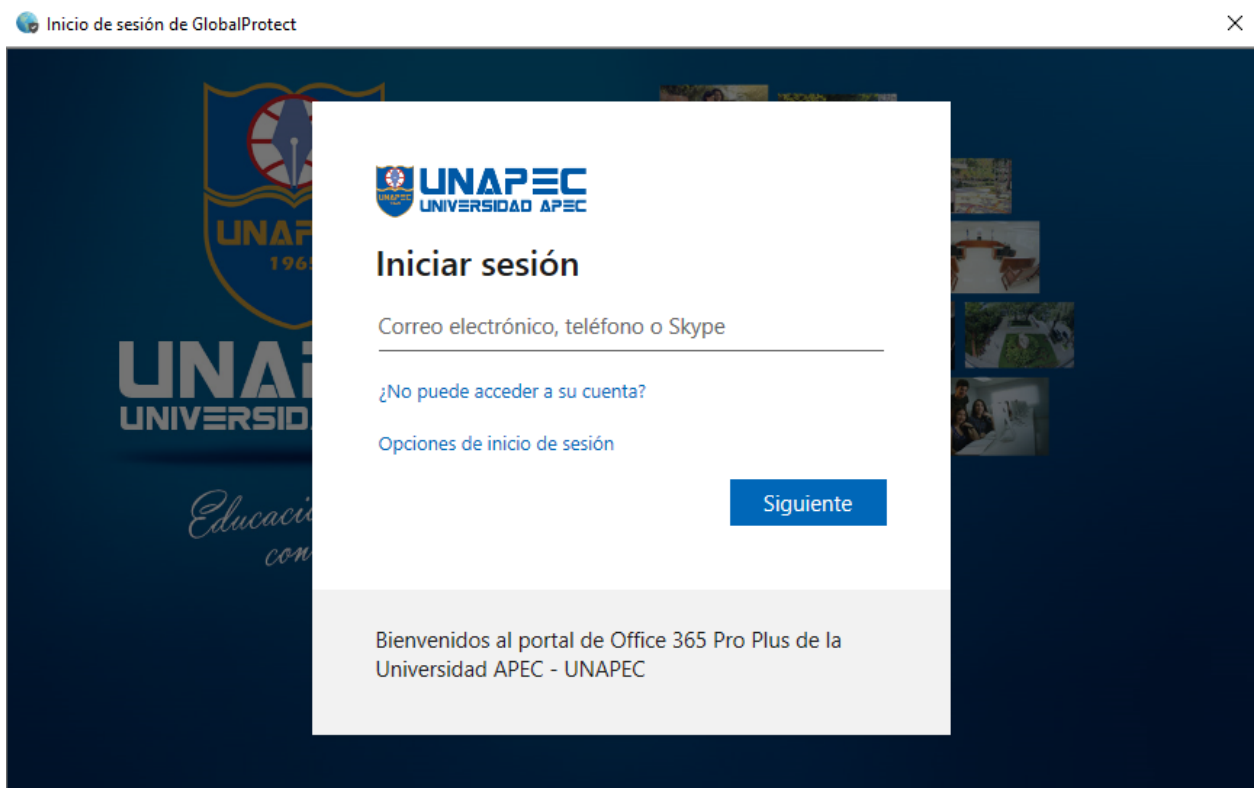 Inicio de sesión de GlobalProtect
UNAPEC
UNIVERSIDAD APEC
Iniciar sesión
Correo electrónico, teléfono o Skype
¿No puede acceder a su cuenta?
Opciones de inicio de sesión
Siguiente
Bienvenidos al portal de Office 365 Pro Plus de la
Universidad APEC - UNAPEC